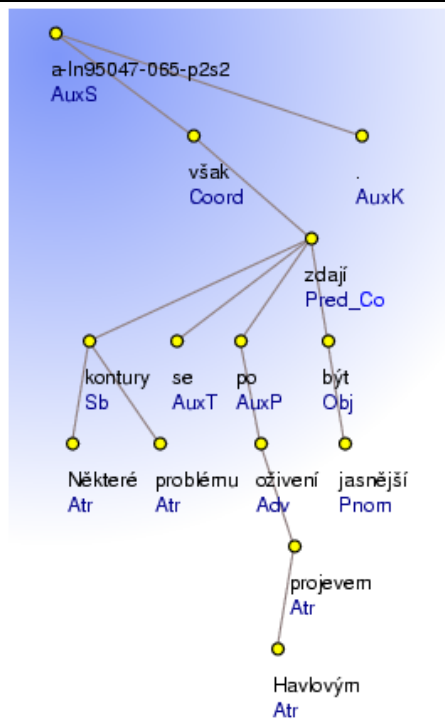 a-ln95047-065-p2s2
AuxS
však
Coord
.
AuxK
zdají
Pred_Co
kontury
Sb
se
AuxT
po
AuxP
být
Obj
Některé
Atr
problému
Atr
oživení
Adv
jasnější
Pnom
projevem
Atr
Havlovým
Atr